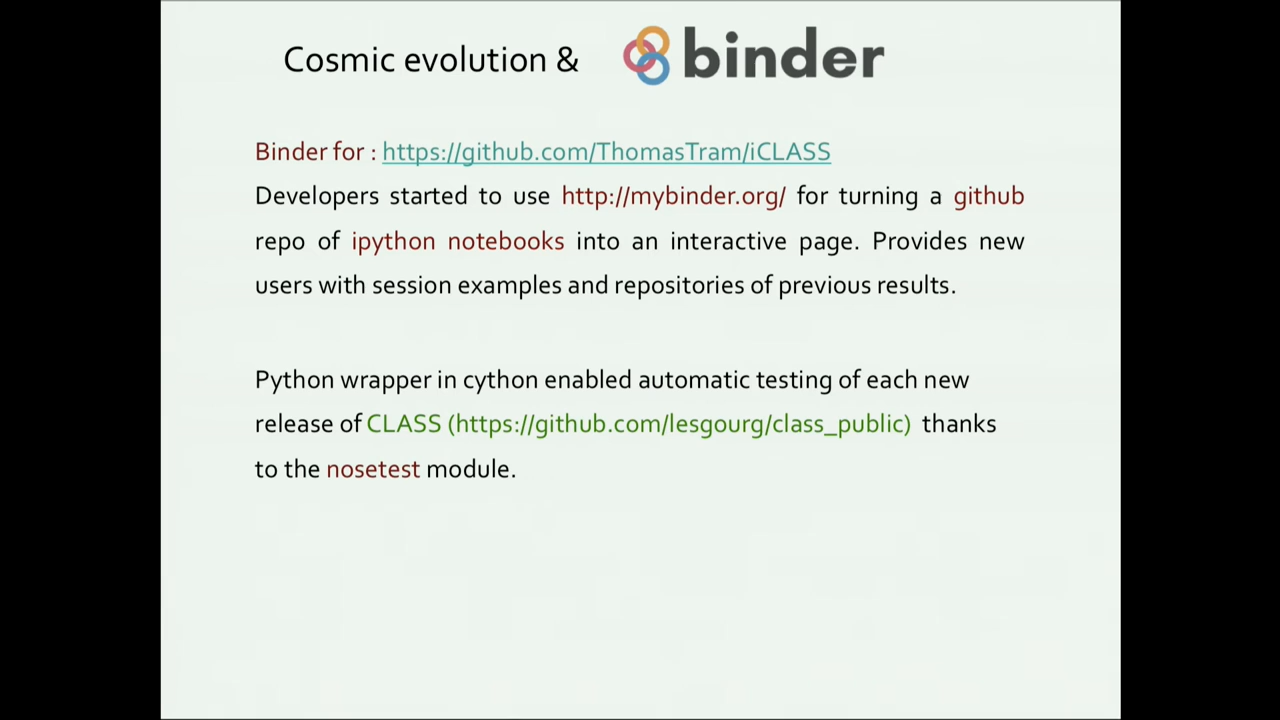 Cosmic evolution & binder
Binder for : https://github.com/ThomasTram/iCLASS
Developers started to use http://mybinder.org/ for turning a github
repo of ipython notebooks into an interactive page. Provides new
users with session examples and repositories of previous results.
Python wrapper in cython enabled automatic testing of each new
release of CLASS (https://github.com/lesgourg/class_public) thanks
to the nosetest module.